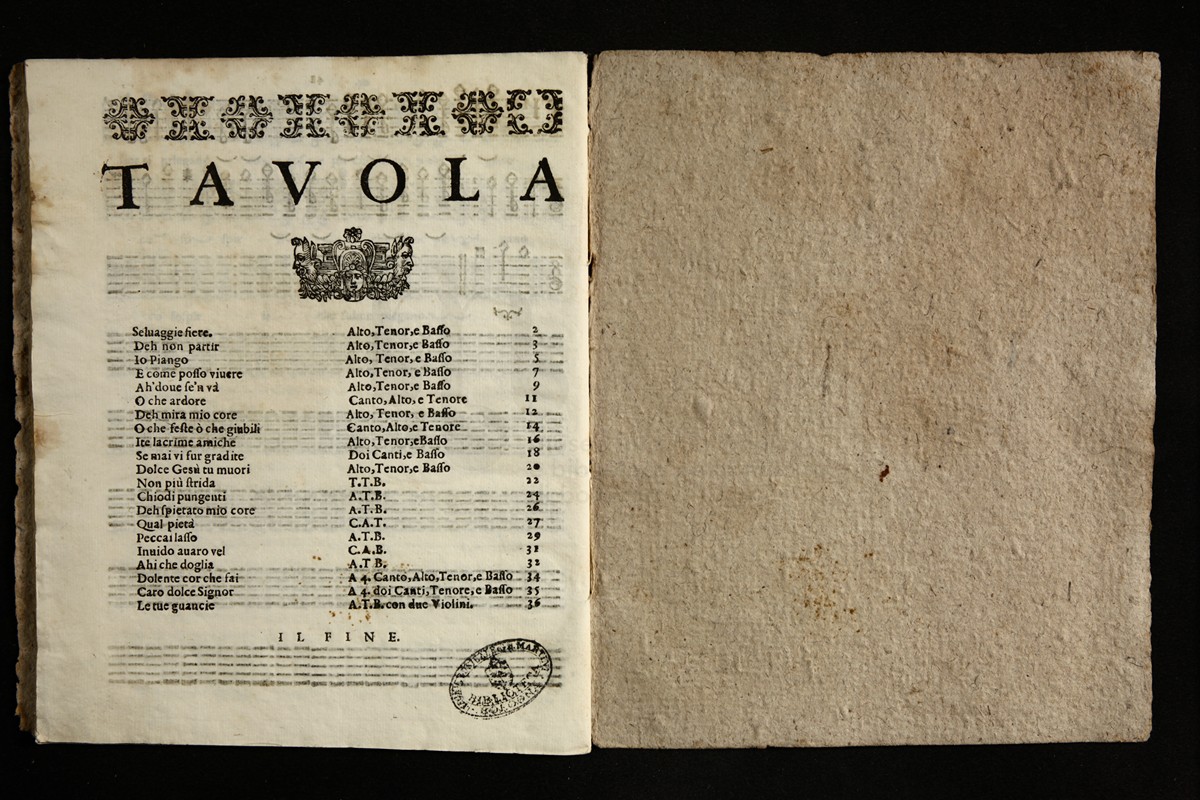 TAVOLA
Seluaggie fiere. Alto,Tenor,e Baſſo 2
Deh non partir Alto,Tenor,e Baſſo 3
Io Piango Alto, Tenor, e Baſſo 5
E come poſſo viuere Alto,Tenor, e Baſſo 7
Ah'doue ſe'n và Alto,Tenor,e Baſſo 9
O che ardore Canto,Alto,e Tenore 11
Deh mira mio core Alto, Tenor, e Baſſo 12
O che feſte ò che giubili Canto,Alto,e Tenore 14
Ite lacrime amiche Alto,Tenor,eBaſſo 16
Se mai vi fur gradite Doi Canti,e Baſſo 18
Dolce Gesù tu muori Alto,Tenor,e Baſſo 20
Non più ſtrida T.T.B. 22
Chiodi pungenti A.T.B. 24
Deh ſpietato mio core A.T.B. 26
Qual pietà C.A.T. 27
Peccai laſſo A.T.B. 29
Inuido auaro vel C.A.B. 31
Ahi che doglia A.T B. 32
Dolente cor che fai A 4. Canto,Alto,Tenor,e Baſſo 34
Caro dolce Signor A 4. doi Canti,Tenore,e Baſſo 35
Le tue guancie A.T.B. con due Violini. 36
IL FINE.
BIBLIOTECA